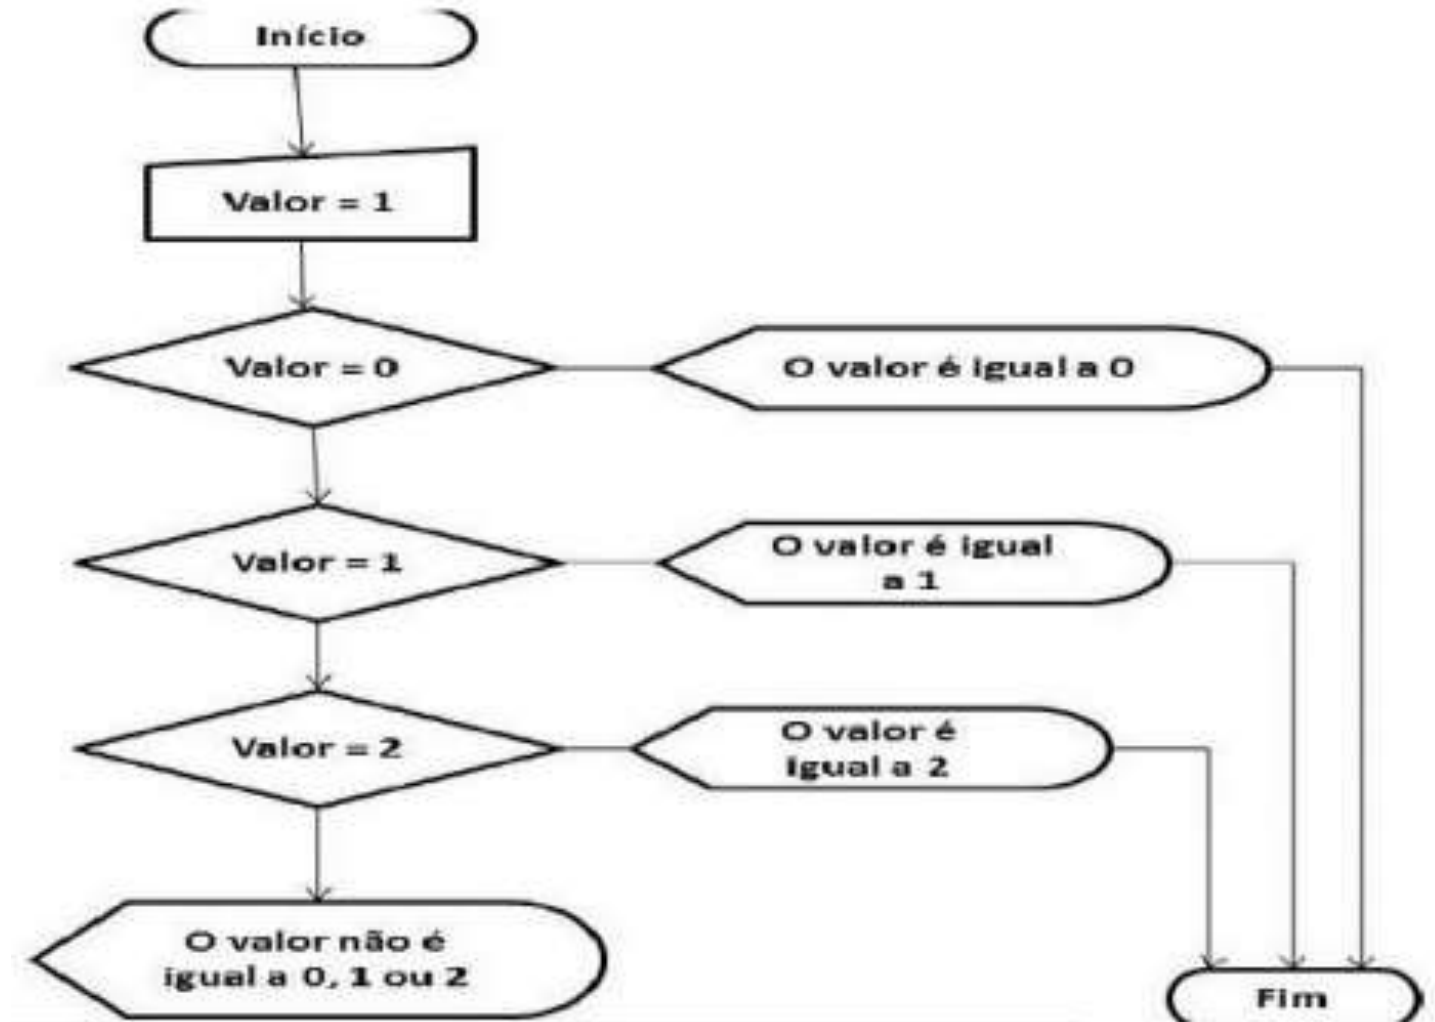 Início
Valor = 1
Valor = 0
O valor é igual a 0
Valor = 1
O valor é igual
a 1
Valor = 2
O valor é
igual a 2
O valor não é
igual a 0, 1 ou 2
Fim